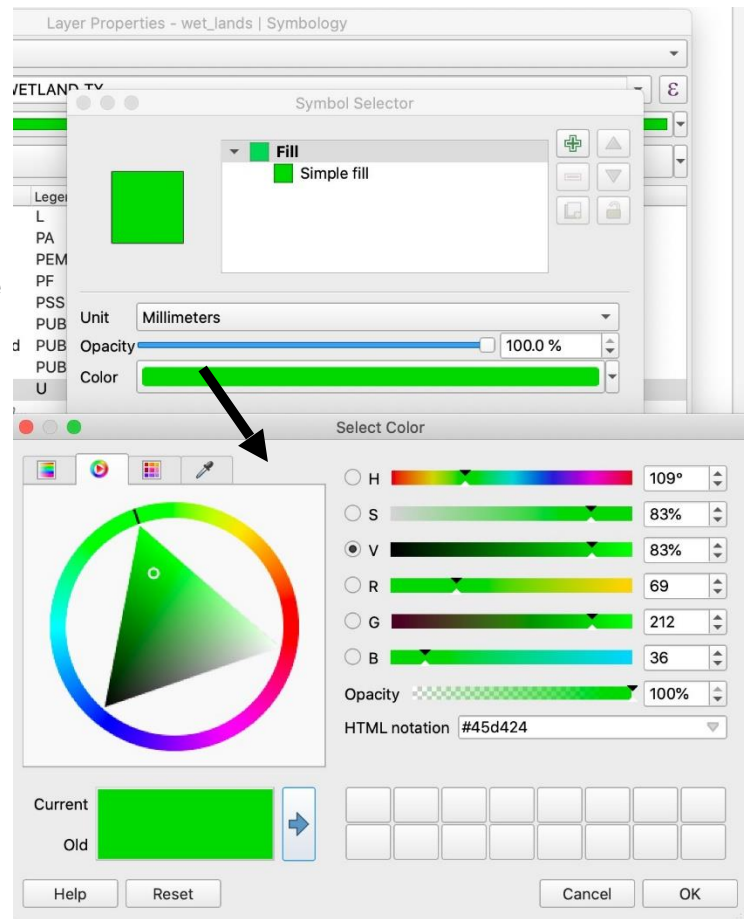 Layer Properties - wet_lands | Symbology
ε
Symbol Selector
Fill
Simple fill
Legen
L
PA
PEM
PF
PSS
PUB
d PUB
PUB
U
Unit Millimeters
Opacity 100.0 %
Color
Select Color
H 109°
S 83%
V 83%
R 69
G 212
B 36
Opacity 100%
HTML notation #45d424
Current
Old
Help Reset Cancel OK